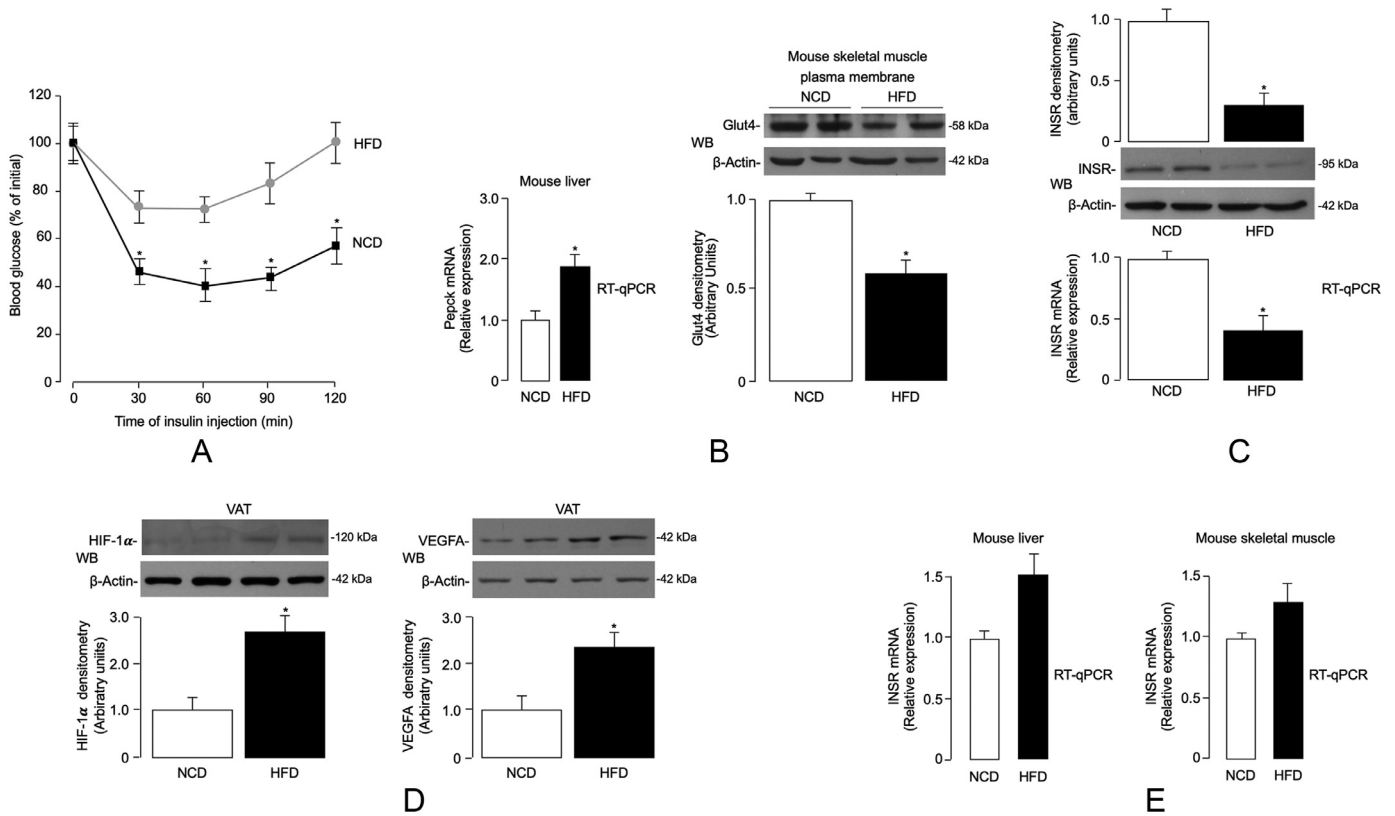 120
100
80
60
40
20
0
Blood glucose (% of initial)
HFD
NCD
*
*
*
*
0
30
60
90
120
Time of insulin injection (min)
A
Mouse liver
3.0
2.0
1.0
0
Pepck mRNA
(Relative expression)
*
RT-qPCR
NCD
HFD
Mouse skeletal muscle
plasma membrane
NCD
HFD
Glut4-
-58 kDa
WB
β-Actin-
-42 kDa
1.0
0.5
0
Glut4 densitometry
(Arbitrary Uniits)
*
NCD
HFD
B
1.0
0.5
0
INSR densitometry
(arbitrary units)
*
INSR-
-95 kDa
WB
β-Actin-
-42 kDa
NCD
HFD
1.0
0.5
0
INSR mRNA
(Relative expression)
*
RT-qPCR
NCD
HFD
C
VAT
HIF-1α-
-120 kDa
WB
β-Actin-
-42 kDa
3.0
2.0
1.0
0
HIF-1α densitometry
(Arbiratry uniits)
*
NCD
HFD
VAT
VEGFA-
-42 kDa
WB
β-Actin-
-42 kDa
3.0
2.0
1.0
0
VEGFA densitometry
(Arbiratry uniits)
*
NCD
HFD
D
Mouse liver
1.5
1.0
0.5
0
INSR mRNA
(Relative expression)
RT-qPCR
NCD
HFD
Mouse skeletal muscle
1.5
1.0
0.5
0
INSR mRNA
(Relative expression)
RT-qPCR
NCD
HFD
E